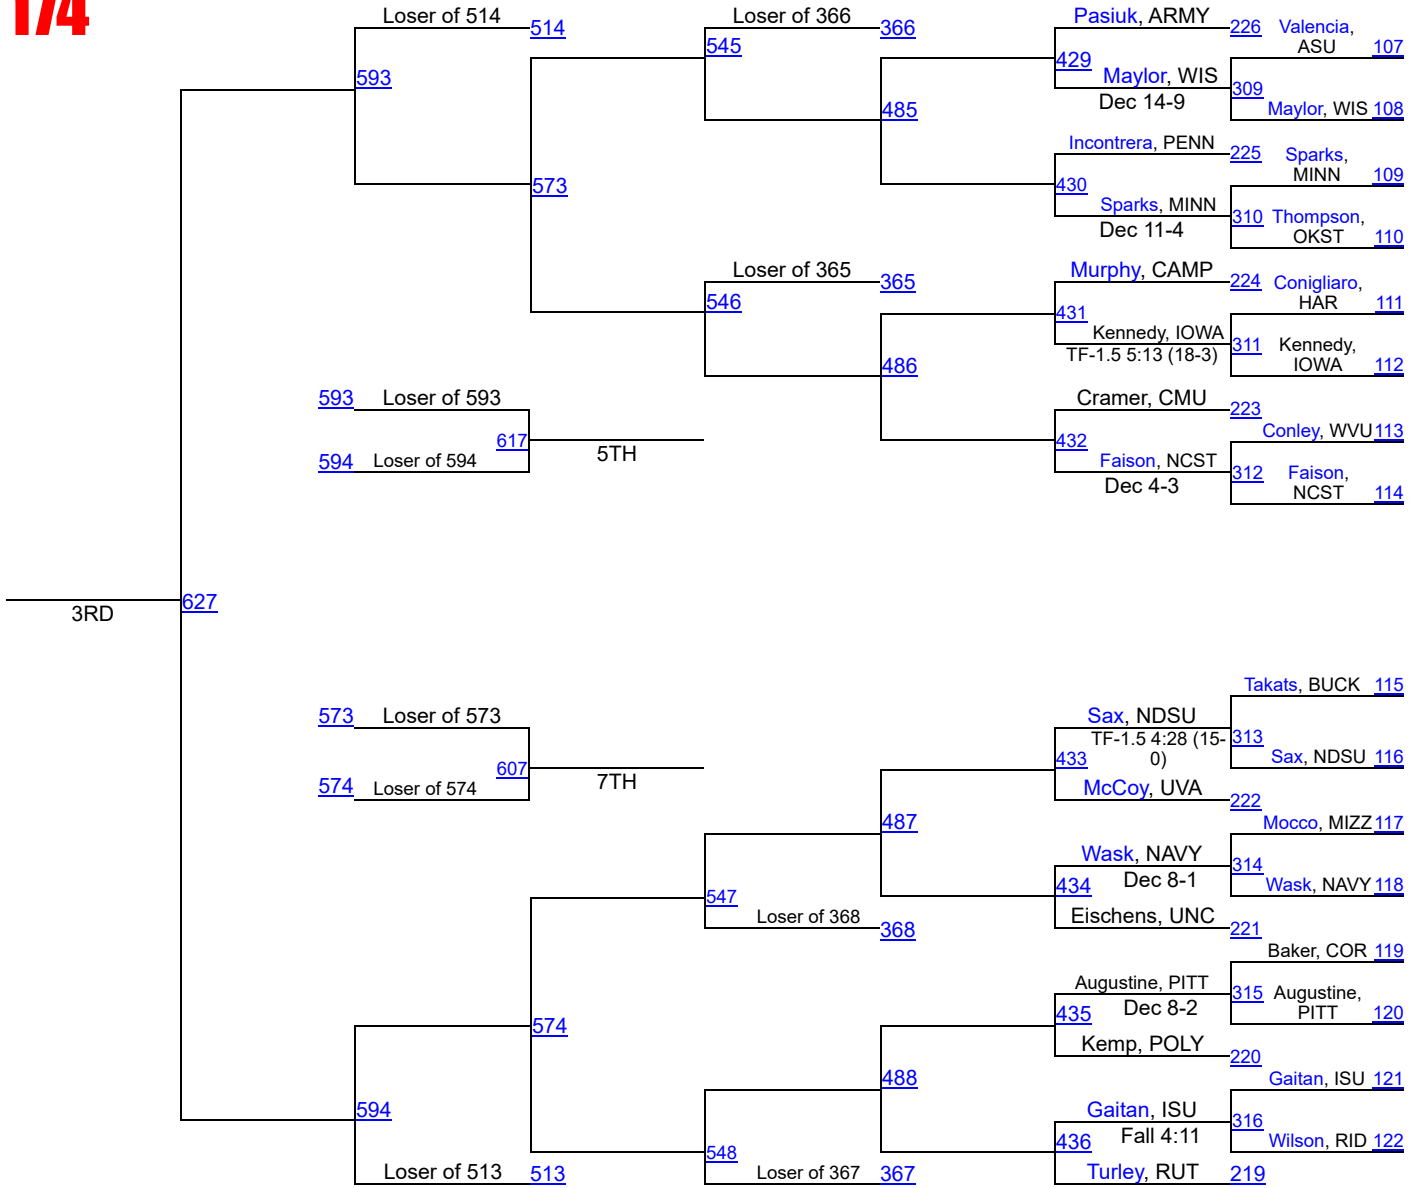 174
Loser of 514
514
Loser of 366
366
Pasiuk, ARMY
226
Valencia,
ASU
107
593
545
429
Maylor, WIS
Dec 14-9
309
Maylor, WIS
108
485
Incontrera, PENN
225
Sparks,
MINN
109
573
430
Sparks, MINN
Dec 11-4
310
Thompson,
OKST
110
Loser of 365
365
Murphy, CAMP
224
Conigliaro,
HAR
111
546
431
Kennedy, IOWA
TF-1.5 5:13 (18-3)
311
Kennedy,
IOWA
112
486
593
Loser of 593
Cramer, CMU
223
Conley, WVU
113
617
5TH
432
594
Loser of 594
Faison, NCST
Dec 4-3
312
Faison,
NCST
114
627
3RD
Takats, BUCK
115
573
Loser of 573
Sax, NDSU
TF-1.5 4:28 (15-
0)
313
Sax, NDSU
116
607
7TH
433
574
Loser of 574
McCoy, UVA
222
Mocco, MIZZ
117
487
Wask, NAVY
Dec 8-1
314
Wask, NAVY
118
434
547
Loser of 368
368
Eischens, UNC
221
Baker, COR
119
Augustine, PITT
Dec 8-2
315
Augustine,
PITT
120
435
574
Kemp, POLY
220
488
Gaitan, ISU
121
594
Gaitan, ISU
Fall 4:11
316
Wilson, RID
122
436
548
Loser of 513
513
Loser of 367
367
Turley, RUT
219